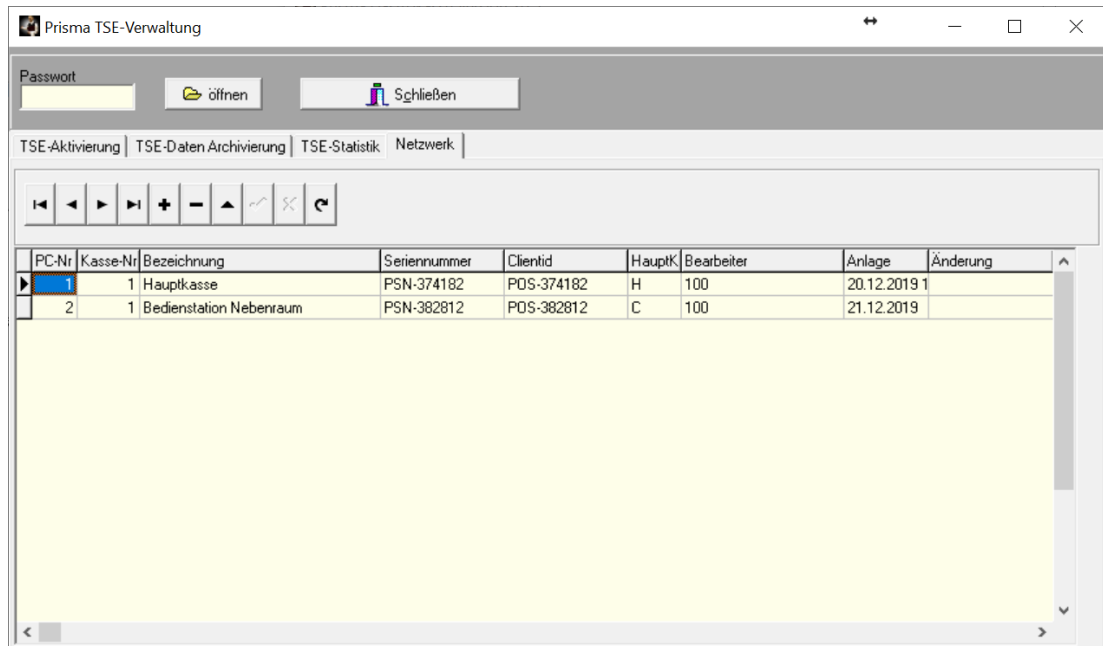 Prisma TSE-Verwaltung
Passwort
öffnen
Schließen
TSE-Aktivierung TSE-Daten Archivierung TSE-Statistik Netzwerk
PC-Nr Kasse-Nr Bezeichnung Seriennummer Clientid HauptK Bearbeiter Anlage Änderung
1 1 Hauptkasse PSN-374182 POS-374182 H 100 20.12.2019 1
2 1 Bedienstation Nebenraum PSN-382812 POS-382812 C 100 21.12.2019